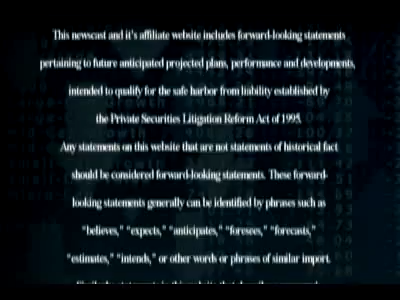 This newscast and it's affiliate website includes forward-looking statements
pertaining to future anticipated projected plans, performance and developments,
intended to qualify for the safe harbor from liability established by
the Private Securities Litigation Reform Act of 1995.
Any statements on this website that are not statements of historical fact
should be considered forward-looking statements. These forward-
looking statements generally can be identified by phrases such as
"believes," "expects," "anticipates," "foresees," "forecasts,"
"estimates," "intends," or other words or phrases of similar import.